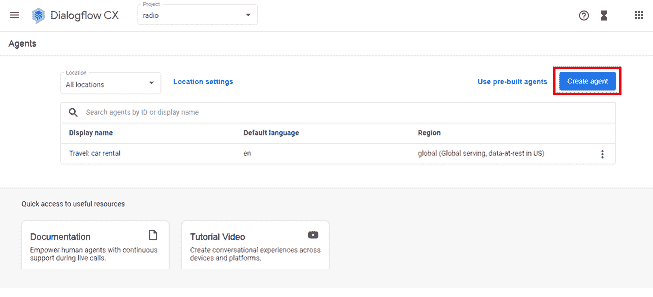 Dialogflow CX
Project
radio
Agents
Location
All locations
Location settings
Use pre-built agents
Create agent
Search agents by ID or display name
Display name Default language Region
Travel: car rental en global (Global serving, data-at-rest in US)
Quick access to useful resources
Documentation
Empower human agents with continuous
support during live calls.
Tutorial Video
Create conversational experiences across
devices and platforms.